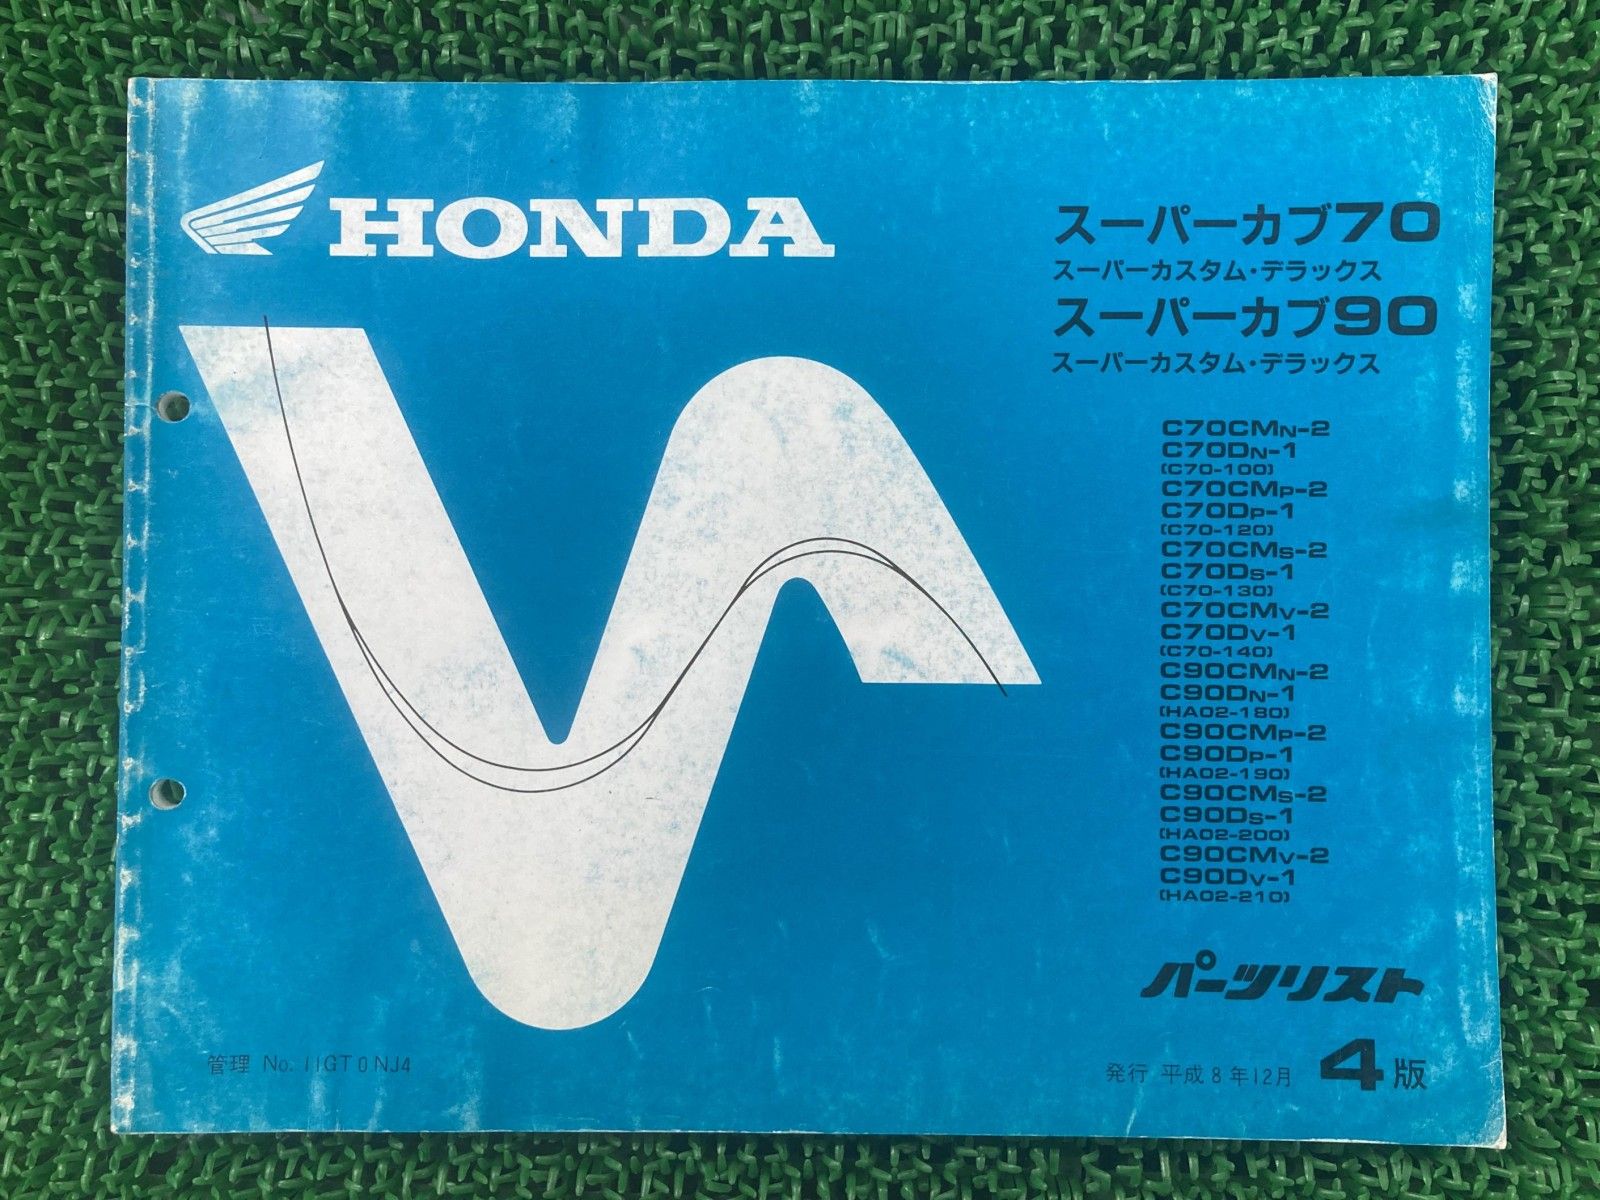 HONDA
スーパーカブ70
スーパーカスタム・デラックス
スーパーカブ90
スーパーカスタム・デラックス
C70CMN-2
C70DN-1
(C70-100)
C70CMP-2
C70DP-1
(C70-120)
C70CMS-2
C70DS-1
(C70-130)
C70CMV-2
C70DV-1
(C70-140)
C90CMN-2
C90DN-1
(HA02-180)
C90CMP-2
C90DP-1
(HA02-190)
C90CMS-2
C90DS-1
(HA02-200)
C90CMV-2
C90DV-1
(HA02-210)
パーツリスト
管理 No. 11GT0NJ4
発行 平成8年12月 4版